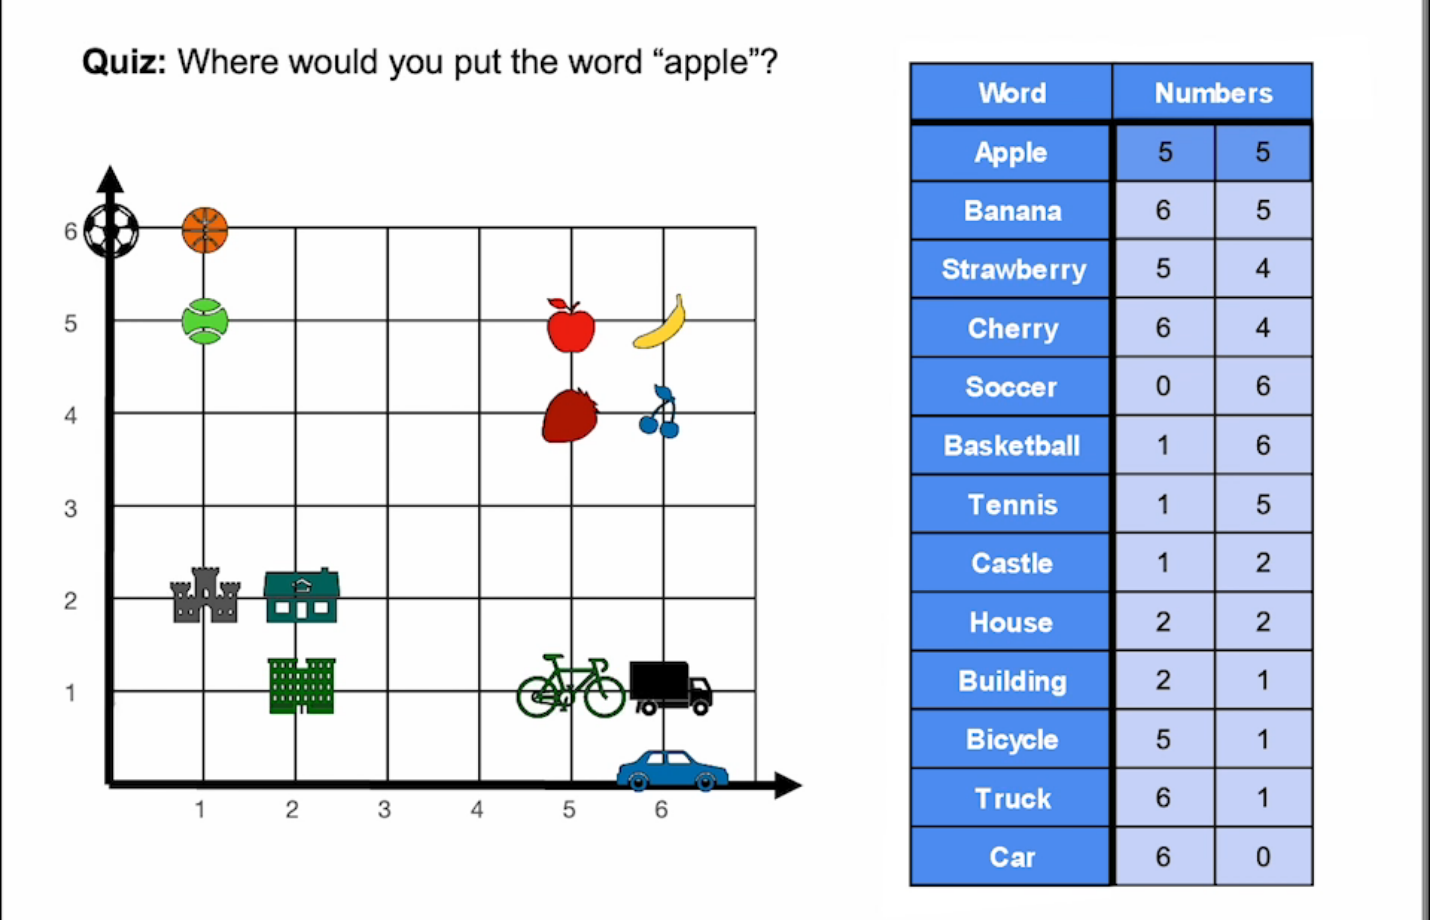 Quiz: Where would you put the word “apple”?
6
5
4
3
2
1
1 2 3 4 5 6
Word Numbers
Apple 5 5
Banana 6 5
Strawberry 5 4
Cherry 6 4
Soccer 0 6
Basketball 1 6
Tennis 1 5
Castle 1 2
House 2 2
Building 2 1
Bicycle 5 1
Truck 6 1
Car 6 0